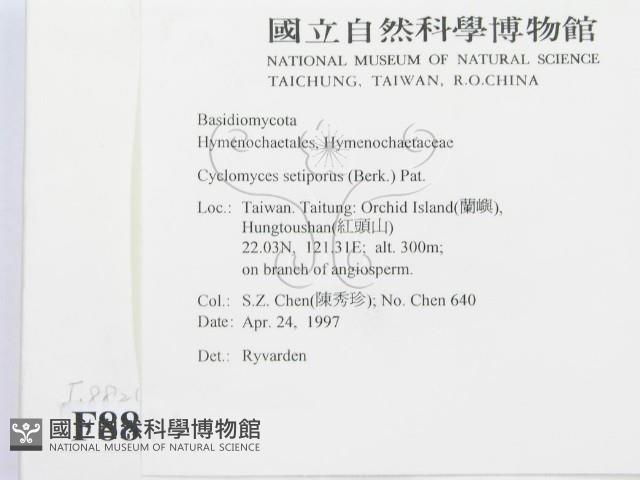 國立自然科學博物館
NATIONAL MUSEUM OF NATURAL SCIENCE
TAICHUNG, TAIWAN, R.O.CHINA
Basidiomycota
Hymenochaetales, Hymenochaetaceae
Cyclomyces setiporus (Berk.) Pat.
Loc.: Taiwan. Taitung: Orchid Island(蘭嶼),
Hungtoushan(紅頭山)
22.03N, 121.31E; alt. 300m;
on branch of angiosperm.
Col.: S.Z. Chen(陳秀珍); No. Chen 640
Date: Apr. 24, 1997
Det.: Ryvarden
F88
國立自然科學博物館
NATIONAL MUSEUM OF NATURAL SCIENCE